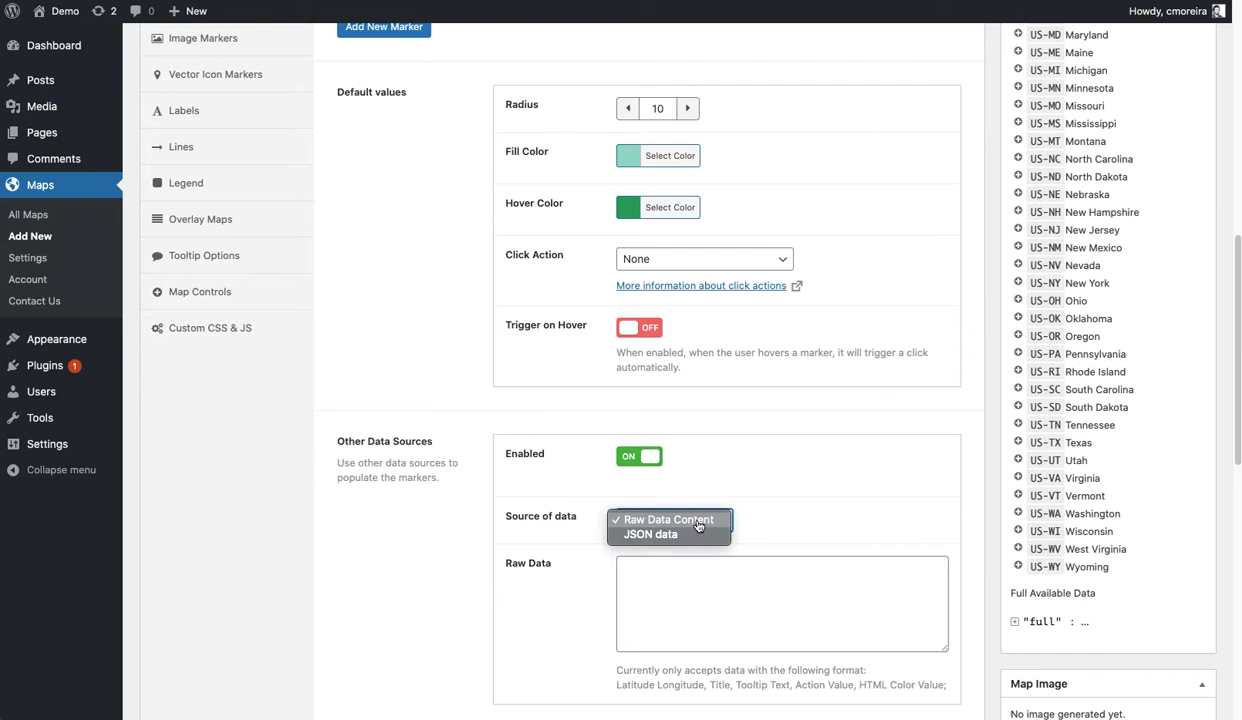 Demo
2
0
New
Howdy, cmoreira
Dashboard
Posts
Media
Pages
Comments
Maps
All Maps
Add New
Settings
Account
Contact Us
Appearance
Plugins 1
Users
Tools
Settings
Collapse menu
Image Markers
Vector Icon Markers
Labels
Lines
Legend
Overlay Maps
Tooltip Options
Map Controls
Custom CSS & JS
Add New Marker
Default values
Radius
10
Fill Color
Select Color
Hover Color
Select Color
Click Action
None
More information about click actions
Trigger on Hover
OFF
When enabled, when the user hovers a marker, it will trigger a click
automatically.
Other Data Sources
Use other data sources to
populate the markers.
Enabled
ON
Source of data
✓ Raw Data Content
JSON data
Raw Data
Currently only accepts data with the following format:
Latitude Longitude, Title, Tooltip Text, Action Value, HTML Color Value;
US-MD Maryland
US-ME Maine
US-MI Michigan
US-MN Minnesota
US-MO Missouri
US-MS Mississippi
US-MT Montana
US-NC North Carolina
US-ND North Dakota
US-NE Nebraska
US-NH New Hampshire
US-NJ New Jersey
US-NM New Mexico
US-NV Nevada
US-NY New York
US-OH Ohio
US-OK Oklahoma
US-OR Oregon
US-PA Pennsylvania
US-RI Rhode Island
US-SC South Carolina
US-SD South Dakota
US-TN Tennessee
US-TX Texas
US-UT Utah
US-VA Virginia
US-VT Vermont
US-WA Washington
US-WI Wisconsin
US-WV West Virginia
US-WY Wyoming
Full Available Data
"full" : ...
Map Image
No image generated yet.